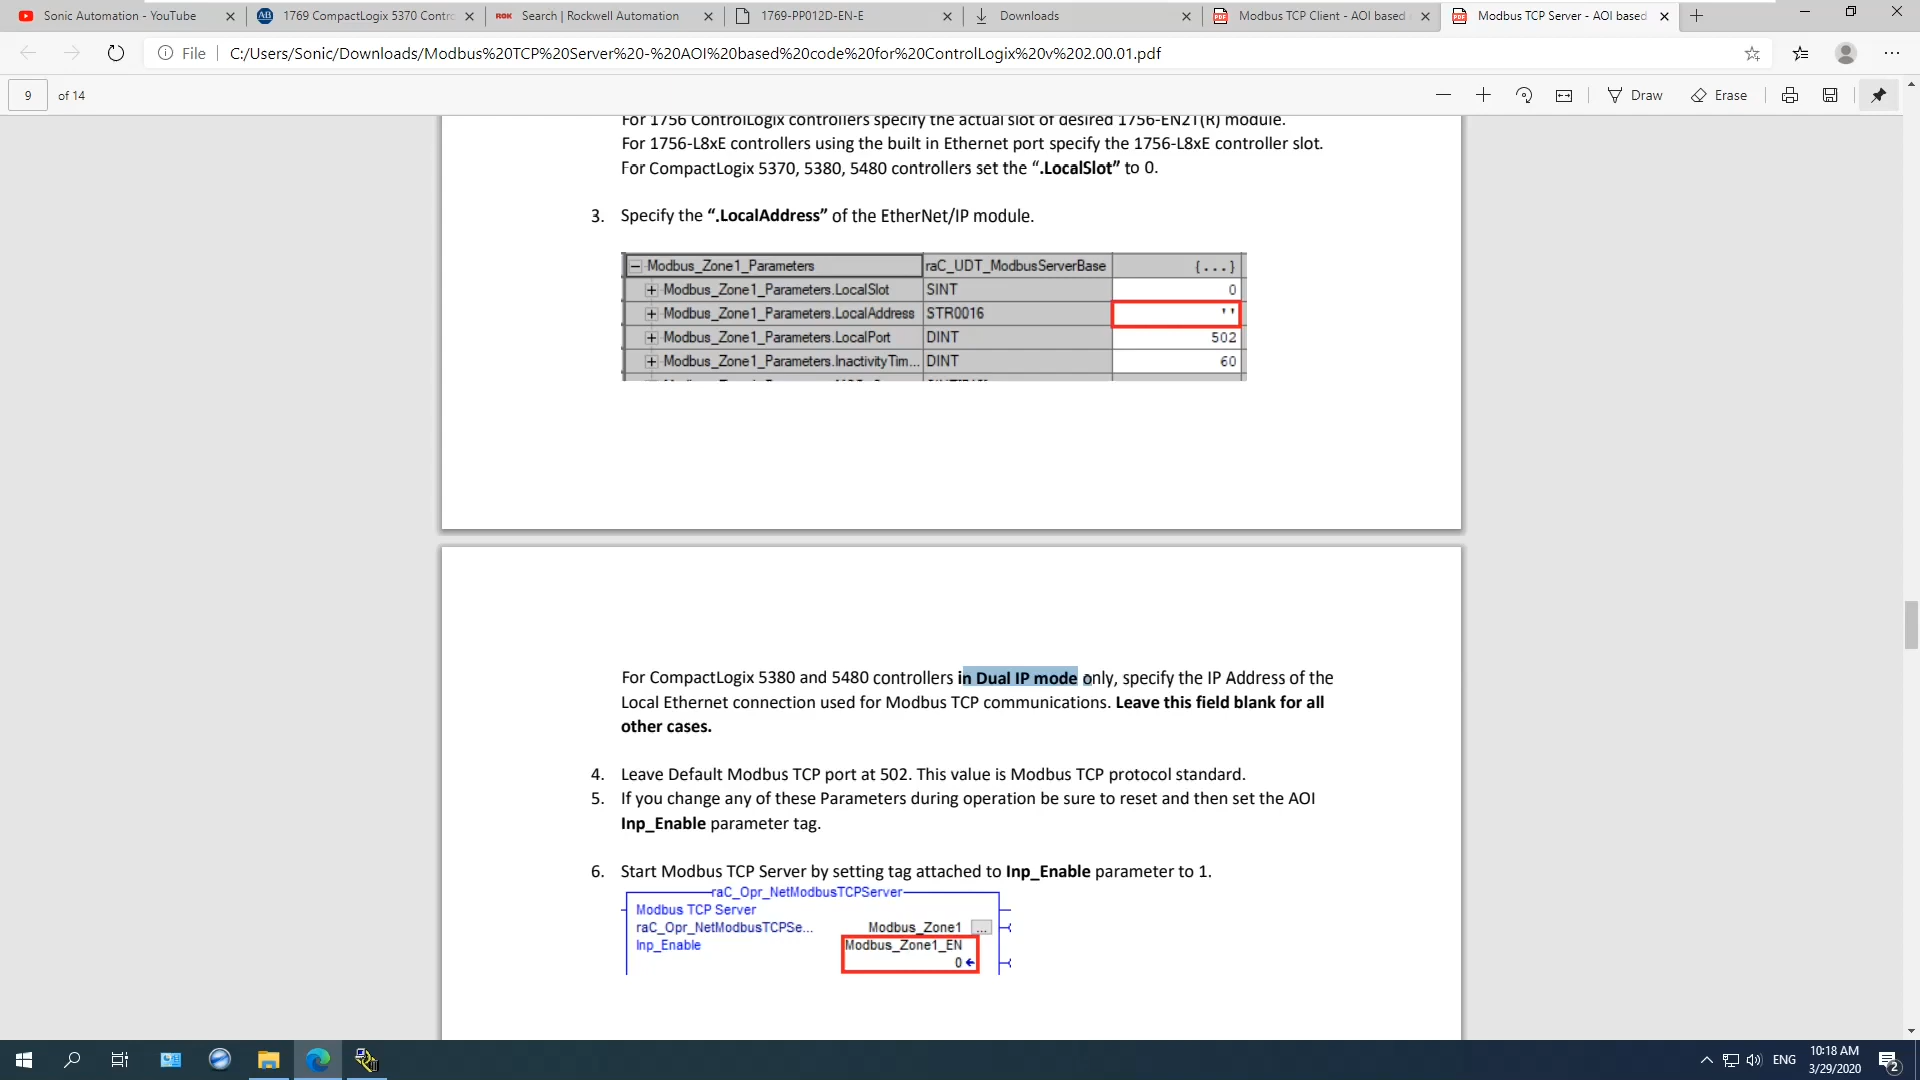 Sonic Automation - YouTube
1769 CompactLogix 5370 Contro
ROK
Search | Rockwell Automation
1769-PP012D-EN-E
Downloads
Modbus TCP Client - AOI based
Modbus TCP Server - AOI based
File
C:/Users/Sonic/Downloads/Modbus%20TCP%20Server%20-%20AOI%20based%20code%20for%20ControlLogix%20v%202.00.01.pdf
9 of 14
Draw
Erase
For 1756 ControlLogix controllers specify the actual slot of desired 1756-EN2T(R) module.
For 1756-L8xE controllers using the built in Ethernet port specify the 1756-L8xE controller slot.
For CompactLogix 5370, 5380, 5480 controllers set the “.LocalSlot” to 0.
3. Specify the “.LocalAddress” of the EtherNet/IP module.
Modbus_Zone1_Parameters raC_UDT_ModbusServerBase {...}
Modbus_Zone1_Parameters.LocalSlot SINT 0
Modbus_Zone1_Parameters.LocalAddress STR0016 ''
Modbus_Zone1_Parameters.LocalPort DINT 502
Modbus_Zone1_Parameters.InactivityTim... DINT 60
For CompactLogix 5380 and 5480 controllers in Dual IP mode only, specify the IP Address of the
Local Ethernet connection used for Modbus TCP communications. Leave this field blank for all
other cases.
4. Leave Default Modbus TCP port at 502. This value is Modbus TCP protocol standard.
5. If you change any of these Parameters during operation be sure to reset and then set the AOI
Inp_Enable parameter tag.
6. Start Modbus TCP Server by setting tag attached to Inp_Enable parameter to 1.
raC_Opr_NetModbusTCPServer
Modbus TCP Server
raC_Opr_NetModbusTCPSe... Modbus_Zone1 ...
Inp_Enable Modbus_Zone1_EN
0
ENG
10:18 AM
3/29/2020
2